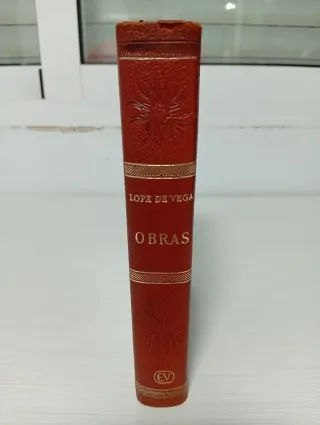 LOPE DE VEGA
OBRAS
EV